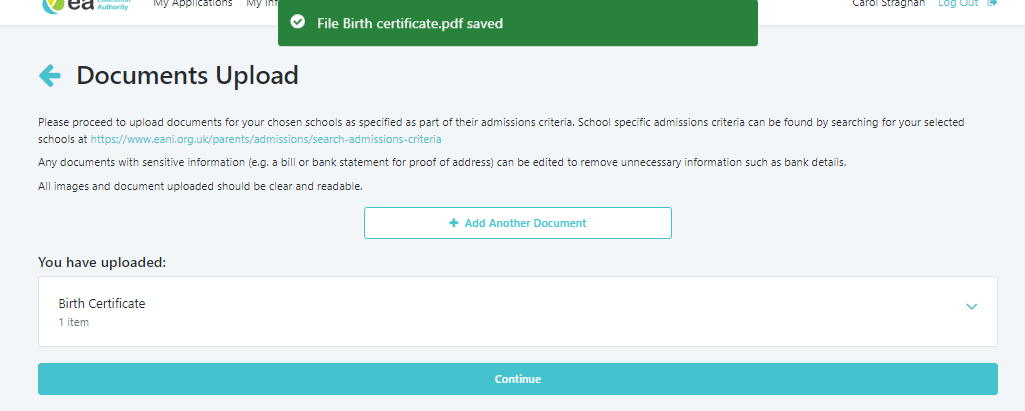 ea
Authority
My Applications
File Birth certificate.pdf saved
Carol Straghan
Log Out
Documents Upload
Please proceed to upload documents for your chosen schools as specified as part of their admissions criteria. School specific admissions criteria can be found by searching for your selected
schools at https://www.eani.org.uk/parents/admissions/search-admissions-criteria
Any documents with sensitive information (e.g. a bill or bank statement for proof of address) can be edited to remove unnecessary information such as bank details.
All images and document uploaded should be clear and readable.
+ Add Another Document
You have uploaded:
Birth Certificate
1 item
Continue